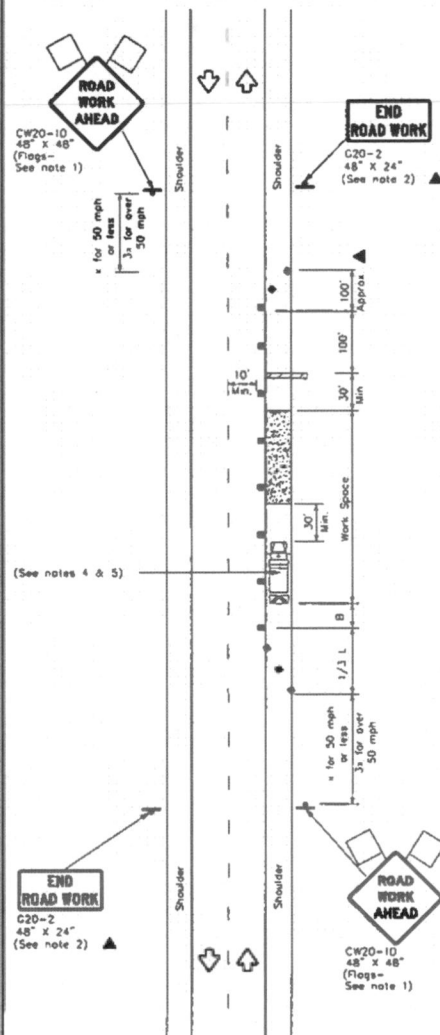 ROAD
WORK
AHEAD
CW20-10
48" X 48"
(Flags-
See note 1)
x for 50 mph
or less
3x for over
50 mph
Shoulder
Shoulder
END
ROAD WORK
G20-2
48" X 24"
(See note 2)
100'
Approx
100'
10'
Min.
30'
Min
Work Space
30'
Min.
(See notes 4 & 5)
B
1/3 L
x for 50 mph
or less
3x for over
50 mph
END
ROAD WORK
G20-2
48" X 24"
(See note 2)
Shoulder
Shoulder
ROAD
WORK
AHEAD
CW20-1D
48" X 48"
(Flags-
See note 1)